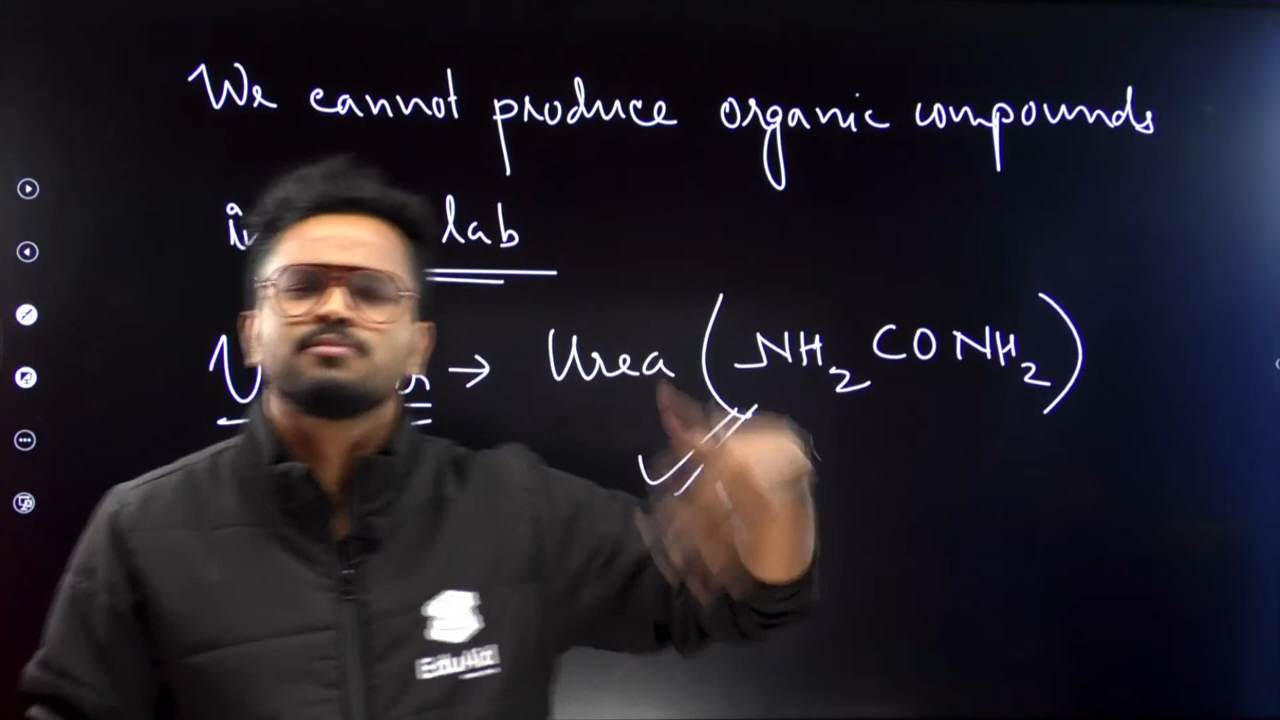 We cannot produce organic compounds
lab
→ Urea (NH₂CONH₂)